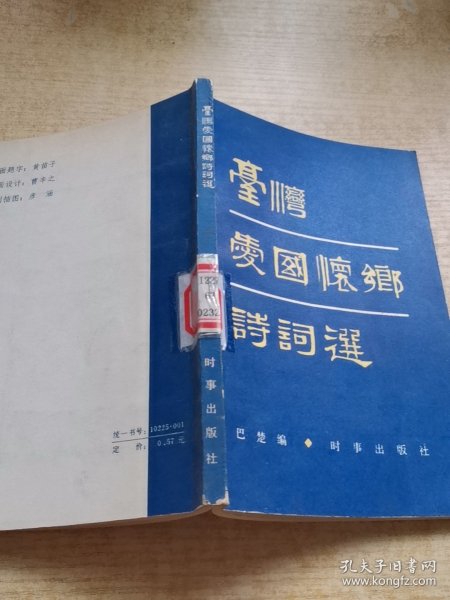 臺灣
愛國懷鄉
詩詞選
巴楚编 ◆ 时事出版社
臺灣愛國懷鄉詩詞選
时事出版社
0232
面题字：黄苗子
面设计：曹辛之
插图：彦涵
统一书号：10225·001
定价：0.57元
孔夫子旧书网
www.kongfz.com